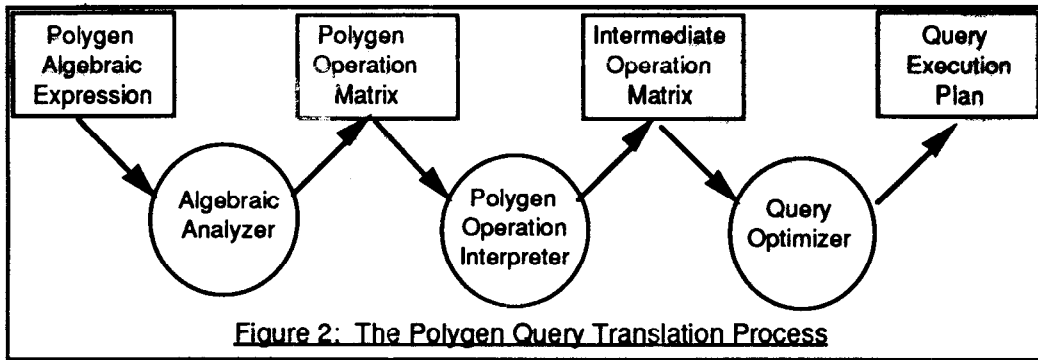 Polygen
Algebraic
Expression
Polygen
Operation
Matrix
Intermediate
Operation
Matrix
Query
Execution
Plan
Algebraic
Analyzer
Polygen
Operation
Interpreter
Query
Optimizer
Figure 2: The Polygen Query Translation Process